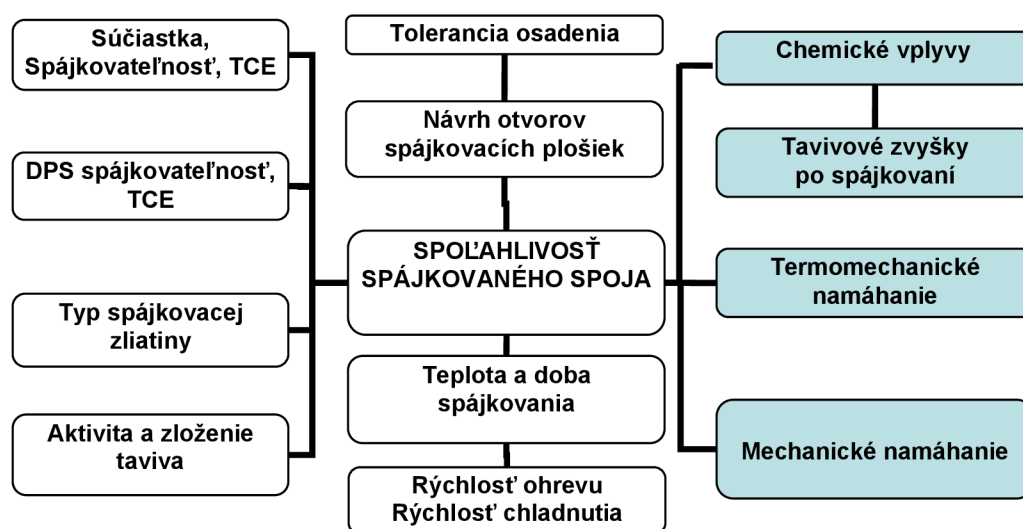 Súčiastka,
Spájkovateľnosť, TCE
DPS spájkovateľnosť,
TCE
Typ spájkovacej
zliatiny
Aktivita a zloženie
taviva
Tolerancia osadenia
Návrh otvorov
spájkovacích plošiek
SPOĽAHLIVOSŤ
SPÁJKOVANÉHO SPOJA
Teplota a doba
spájkovania
Rýchlosť ohrevu
Rýchlosť chladnutia
Chemické vplyvy
Tavivové zvyšky
po spájkovaní
Termomechanické
namáhanie
Mechanické namáhanie